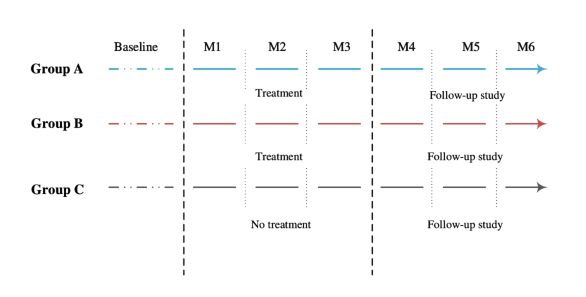 Baseline M1 M2 M3 M4 M5 M6
Group A
Treatment Follow-up study
Group B
Treatment Follow-up study
Group C
No treatment Follow-up study